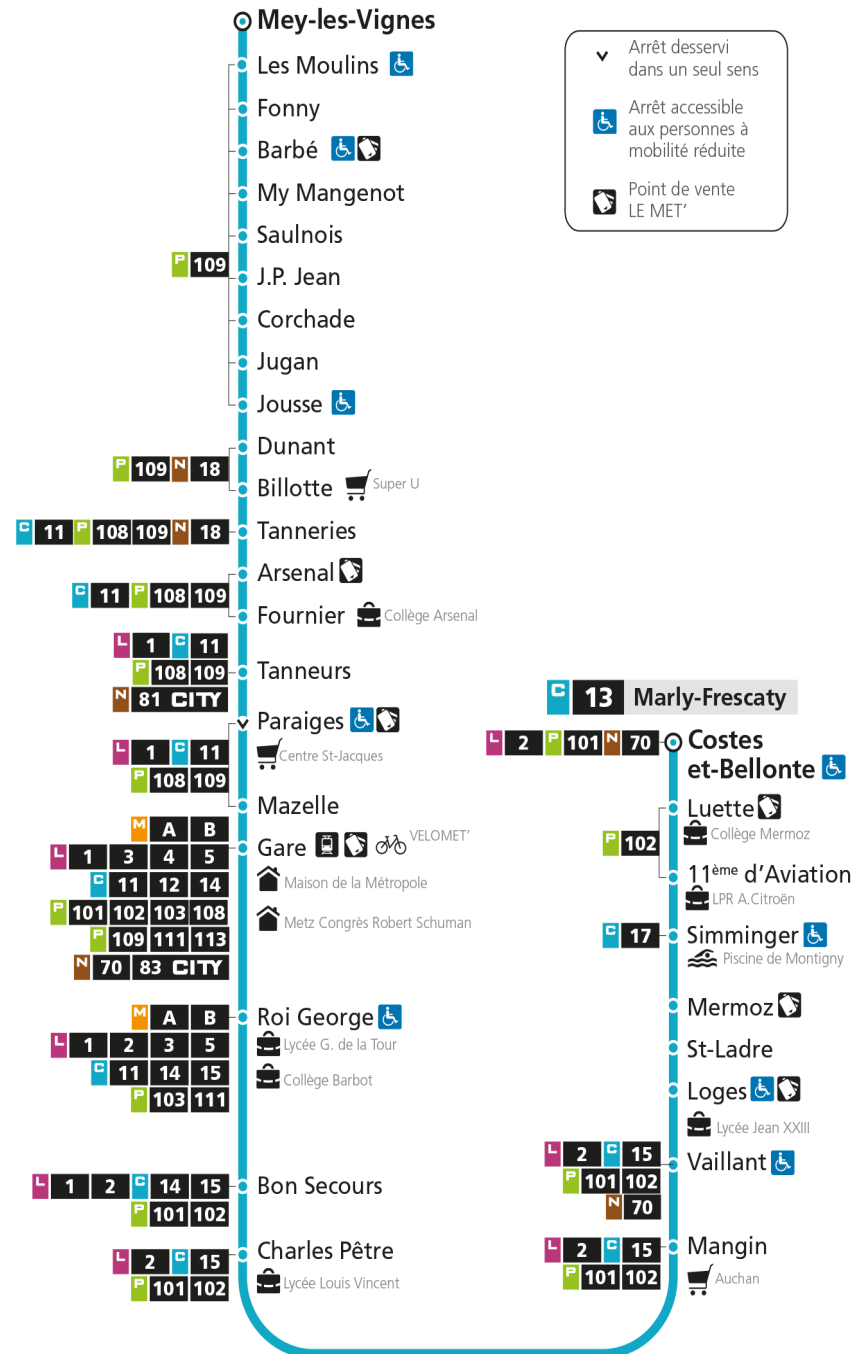 Mey-les-Vignes
Les Moulins
Fonny
Barbé
My Mangenot
Saulnois
P 109
J.P. Jean
Corchade
Jugan
Jousse
Dunant
P 109 N 18
Billotte
Super U
C 11 P 108 109 N 18
Tanneries
Arsenal
C 11 P 108 109
Fournier
Collège Arsenal
L 1 C 11
P 108 109
N 81 CITY
Tanneurs
Paraiges
Centre St-Jacques
L 1 C 11
P 108 109
Mazelle
M A B
L 1 3 4 5
C 11 12 14
P 101 102 103 108
P 109 111 113
N 70 83 CITY
Gare
VELOMET'
Maison de la Métropole
Metz Congrès Robert Schuman
M A B
L 1 2 3 5
C 11 14 15
P 103 111
Roi George
Lycée G. de la Tour
Collège Barbot
L 1 2 C 14 15
P 101 102
Bon Secours
L 2 C 15
P 101 102
Charles Pêtre
Lycée Louis Vincent
Arrêt desservi
dans un seul sens
Arrêt accessible
aux personnes à
mobilité réduite
Point de vente
LE MET'
C 13 Marly-Frescaty
L 2 P 101 N 70
Costes
et-Bellonte
Luette
Collège Mermoz
P 102
11ème d'Aviation
LPR A.Citroën
C 17
Simminger
Piscine de Montigny
Mermoz
St-Ladre
Loges
Lycée Jean XXIII
L 2 C 15
P 101 102
N 70
Vaillant
L 2 C 15
P 101 102
Mangin
Auchan